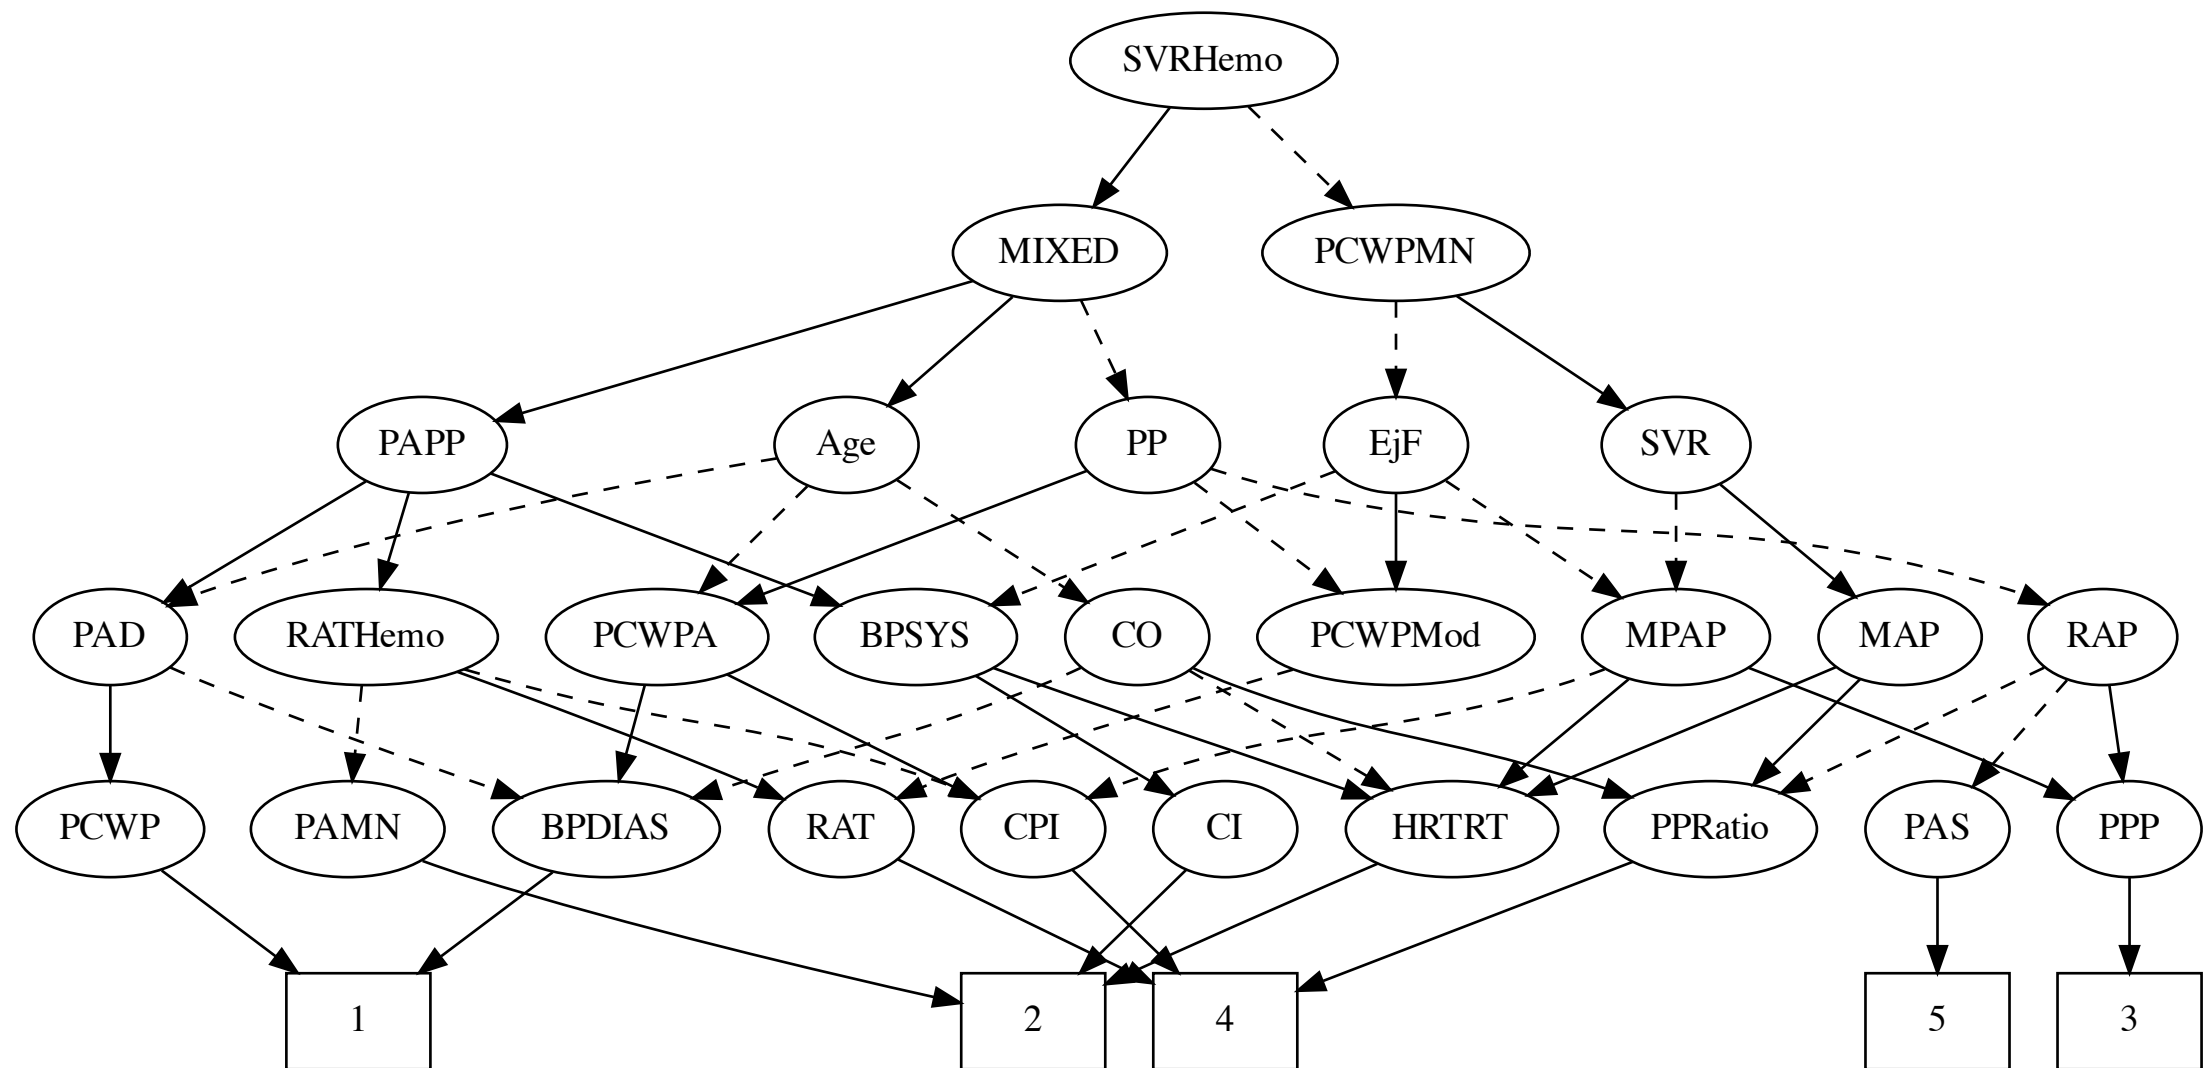 SVRHemo
MIXED
PCWPMN
PAPP
Age
PP
EjF
SVR
PAD
RATHemo
PCWPA
BPSYS
CO
PCWPMod
MPAP
MAP
RAP
PCWP
PAMN
BPDIAS
RAT
CPI
CI
HRTRT
PPRatio
PAS
PPP
1
2
4
5
3